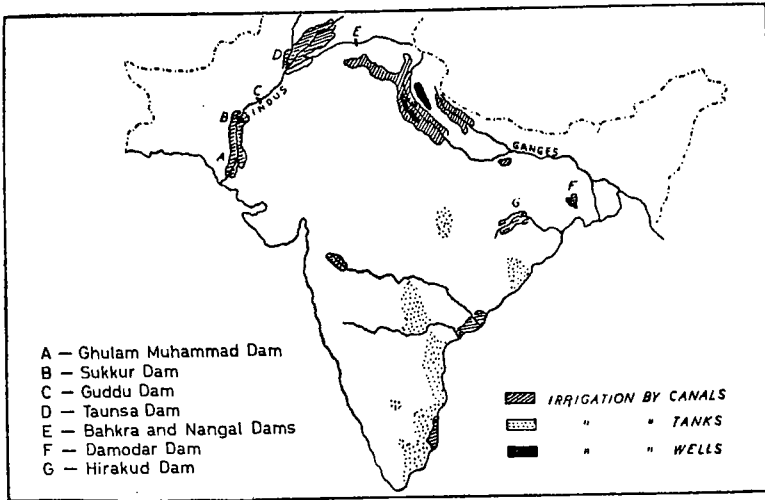 E
D
C
B
INDUS
A
GANGES
F
G
A — Ghulam Muhammad Dam
B — Sukkur Dam
C — Guddu Dam
D — Taunsa Dam
E — Bahkra and Nangal Dams
F — Damodar Dam
G — Hirakud Dam
IRRIGATION BY CANALS
" " TANKS
" " WELLS